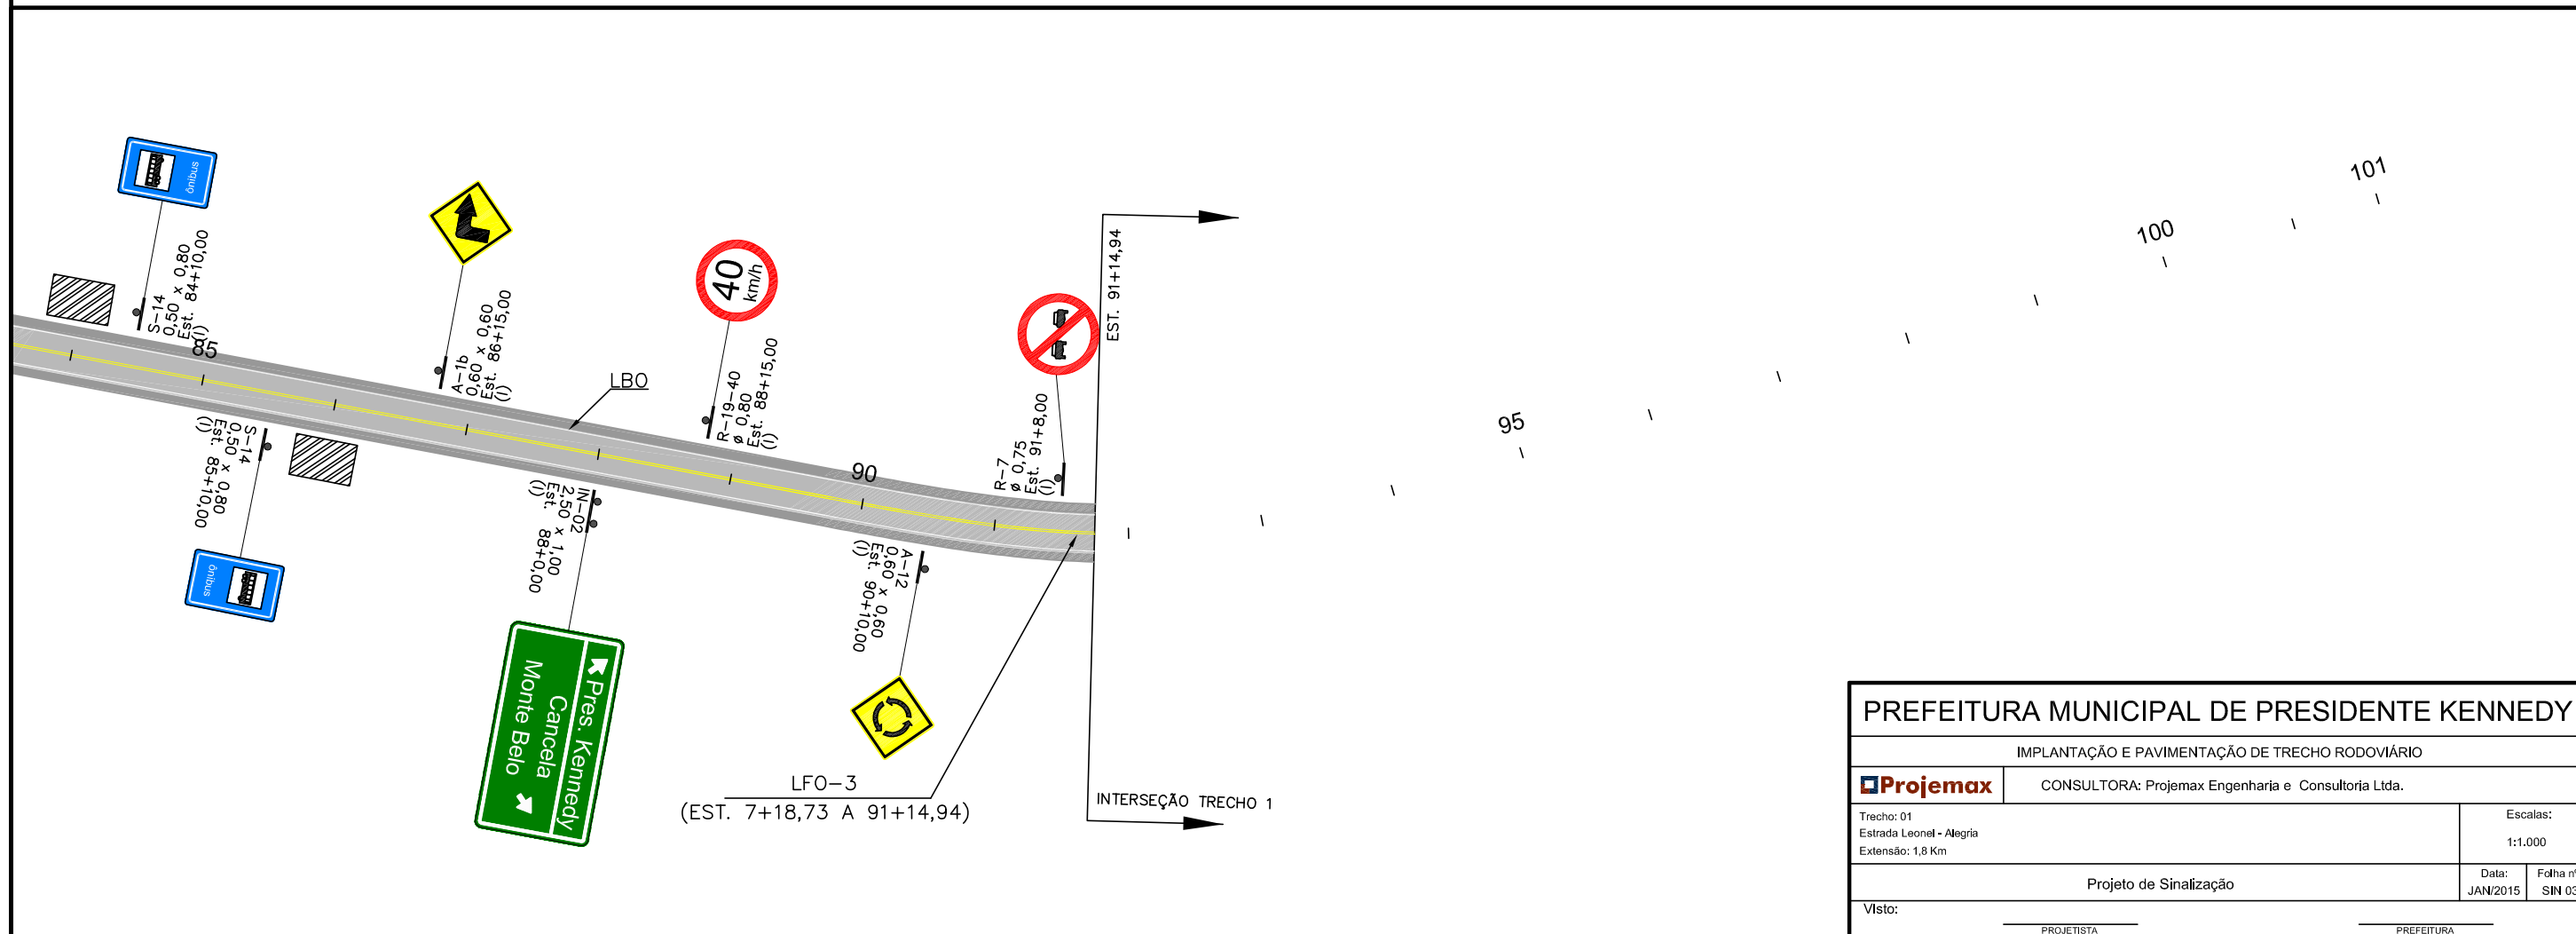 ônibus
S-14
0,50 x 0,80
Est. 84+10,00
(I)
85
A-1b
0,60 x 0,60
Est. 86+15,00
(I)
LBO
40
km/h
R-19-40
ø 0,80
Est. 88+15,00
(I)
90
R-7
ø 0,75
Est. 91+8,00
(I)
EST. 91+14,94
95
100
101
S-14
0,50 x 0,80
Est. 85+10,00
(I)
ônibus
IN-02
2,50 x 1,00
Est. 88+0,00
(I)
Pres. Kennedy
Cancela
Monte Belo
A-12
0,60 x 0,60
Est. 90+10,00
(I)
LFO-3
(EST. 7+18,73 A 91+14,94)
INTERSEÇÃO TRECHO 1
PREFEITURA MUNICIPAL DE PRESIDENTE KENNEDY
IMPLANTAÇÃO E PAVIMENTAÇÃO DE TRECHO RODOVIÁRIO
Projemax
CONSULTORA: Projemax Engenharia e Consultoria Ltda.
Trecho: 01
Estrada Leonel - Alegria
Extensão: 1,8 Km
Escalas:
1:1.000
Projeto de Sinalização
Data:
JAN/2015
Folha nº
SIN 03
Visto:
PROJETISTA
PREFEITURA